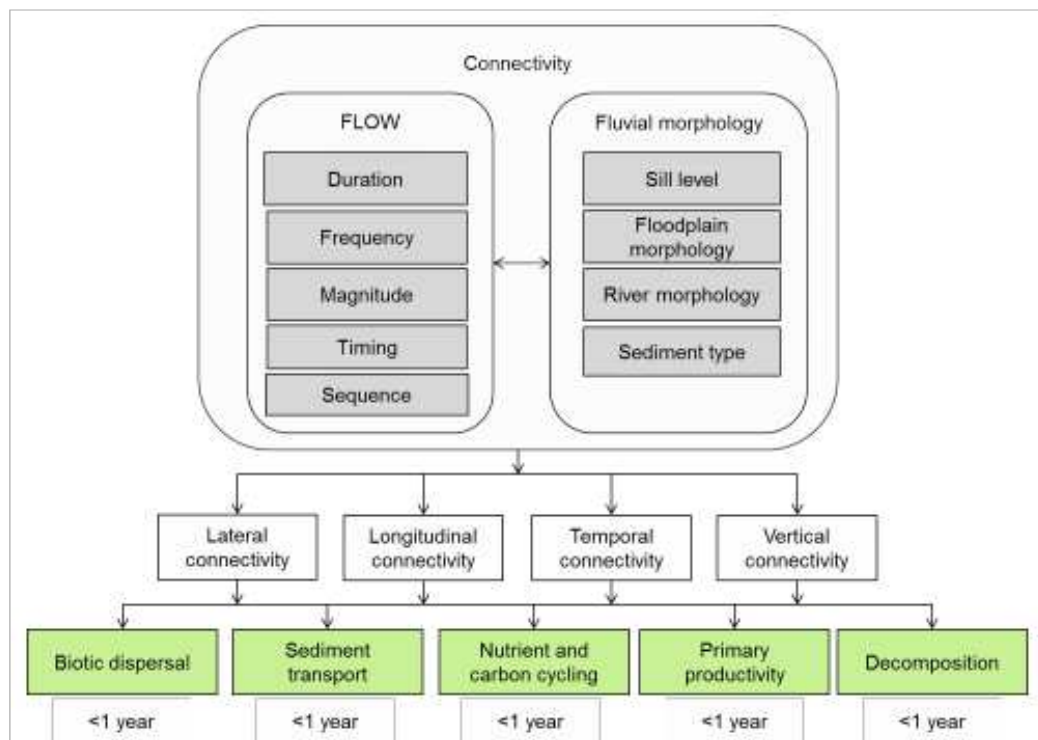 Connectivity
FLOW
Duration
Frequency
Magnitude
Timing
Sequence
Fluvial morphology
Sill level
Floodplain
morphology
River morphology
Sediment type
Lateral
connectivity
Longitudinal
connectivity
Temporal
connectivity
Vertical
connectivity
Biotic dispersal
Sediment
transport
Nutrient and
carbon cycling
Primary
productivity
Decomposition
<1 year
<1 year
<1 year
<1 year
<1 year